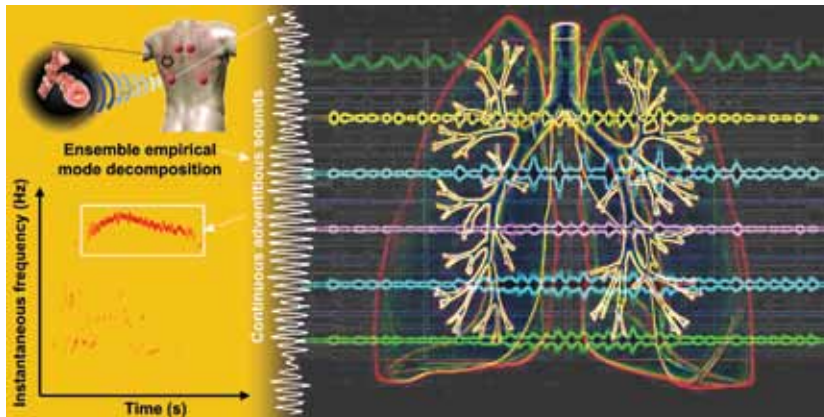 Ensemble empirical
mode decomposition
Continuous adventitious sounds
Instantaneous frequency (Hz)
Time (s)